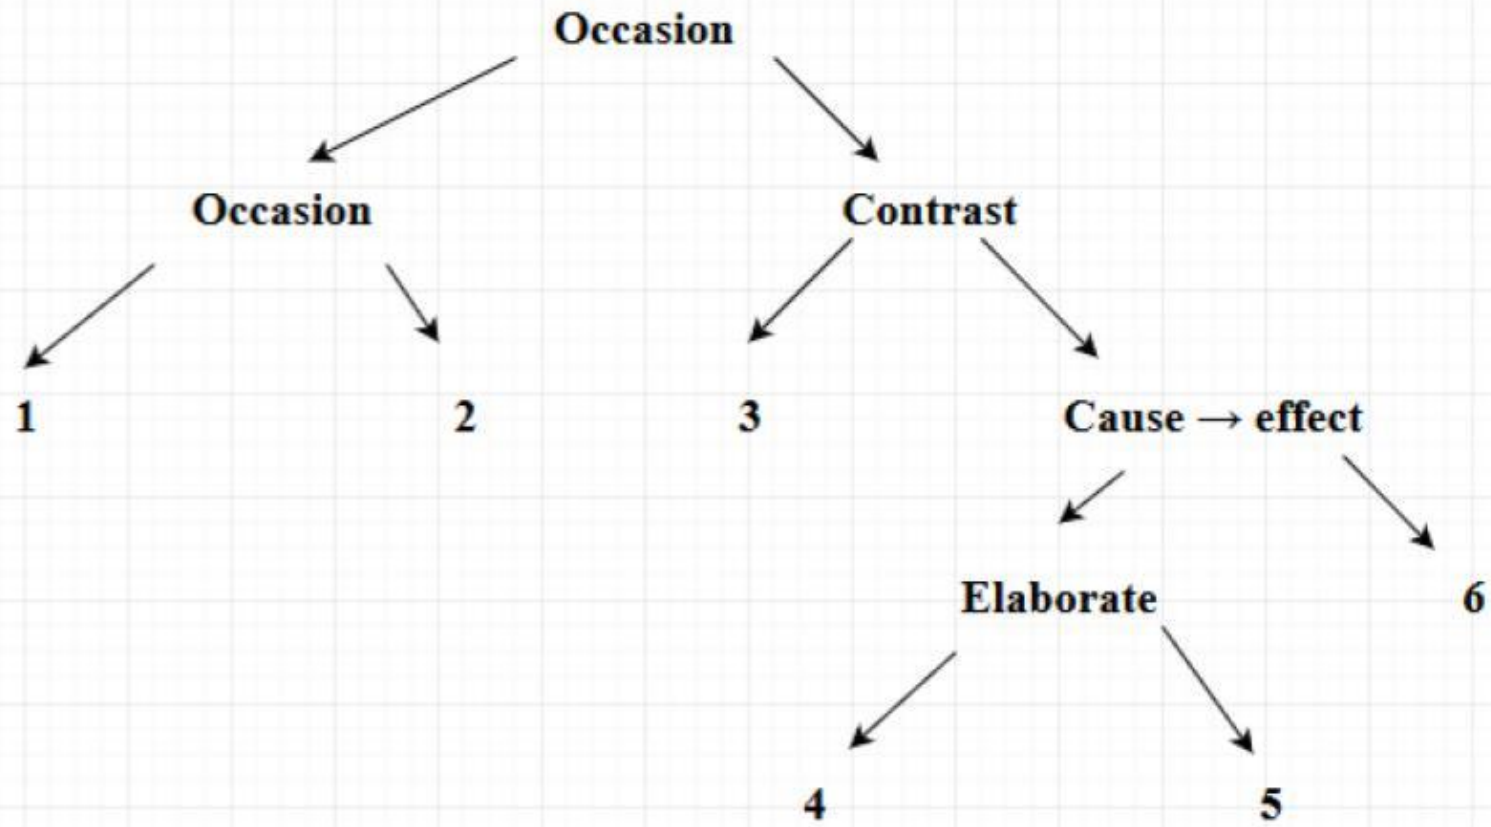 Occasion
Occasion Contrast
1 2 3 Cause → effect
Elaborate 6
4 5